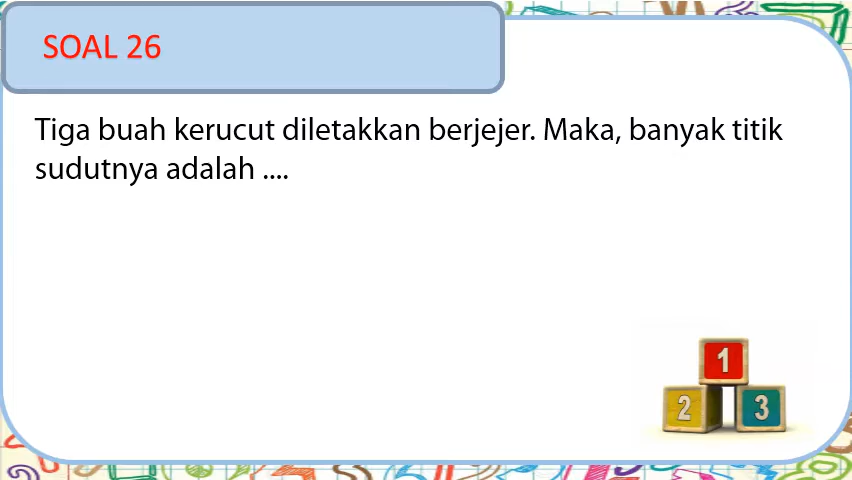 SOAL 26
Tiga buah kerucut diletakkan berjejer. Maka, banyak titik
sudutnya adalah ....
1
2
3